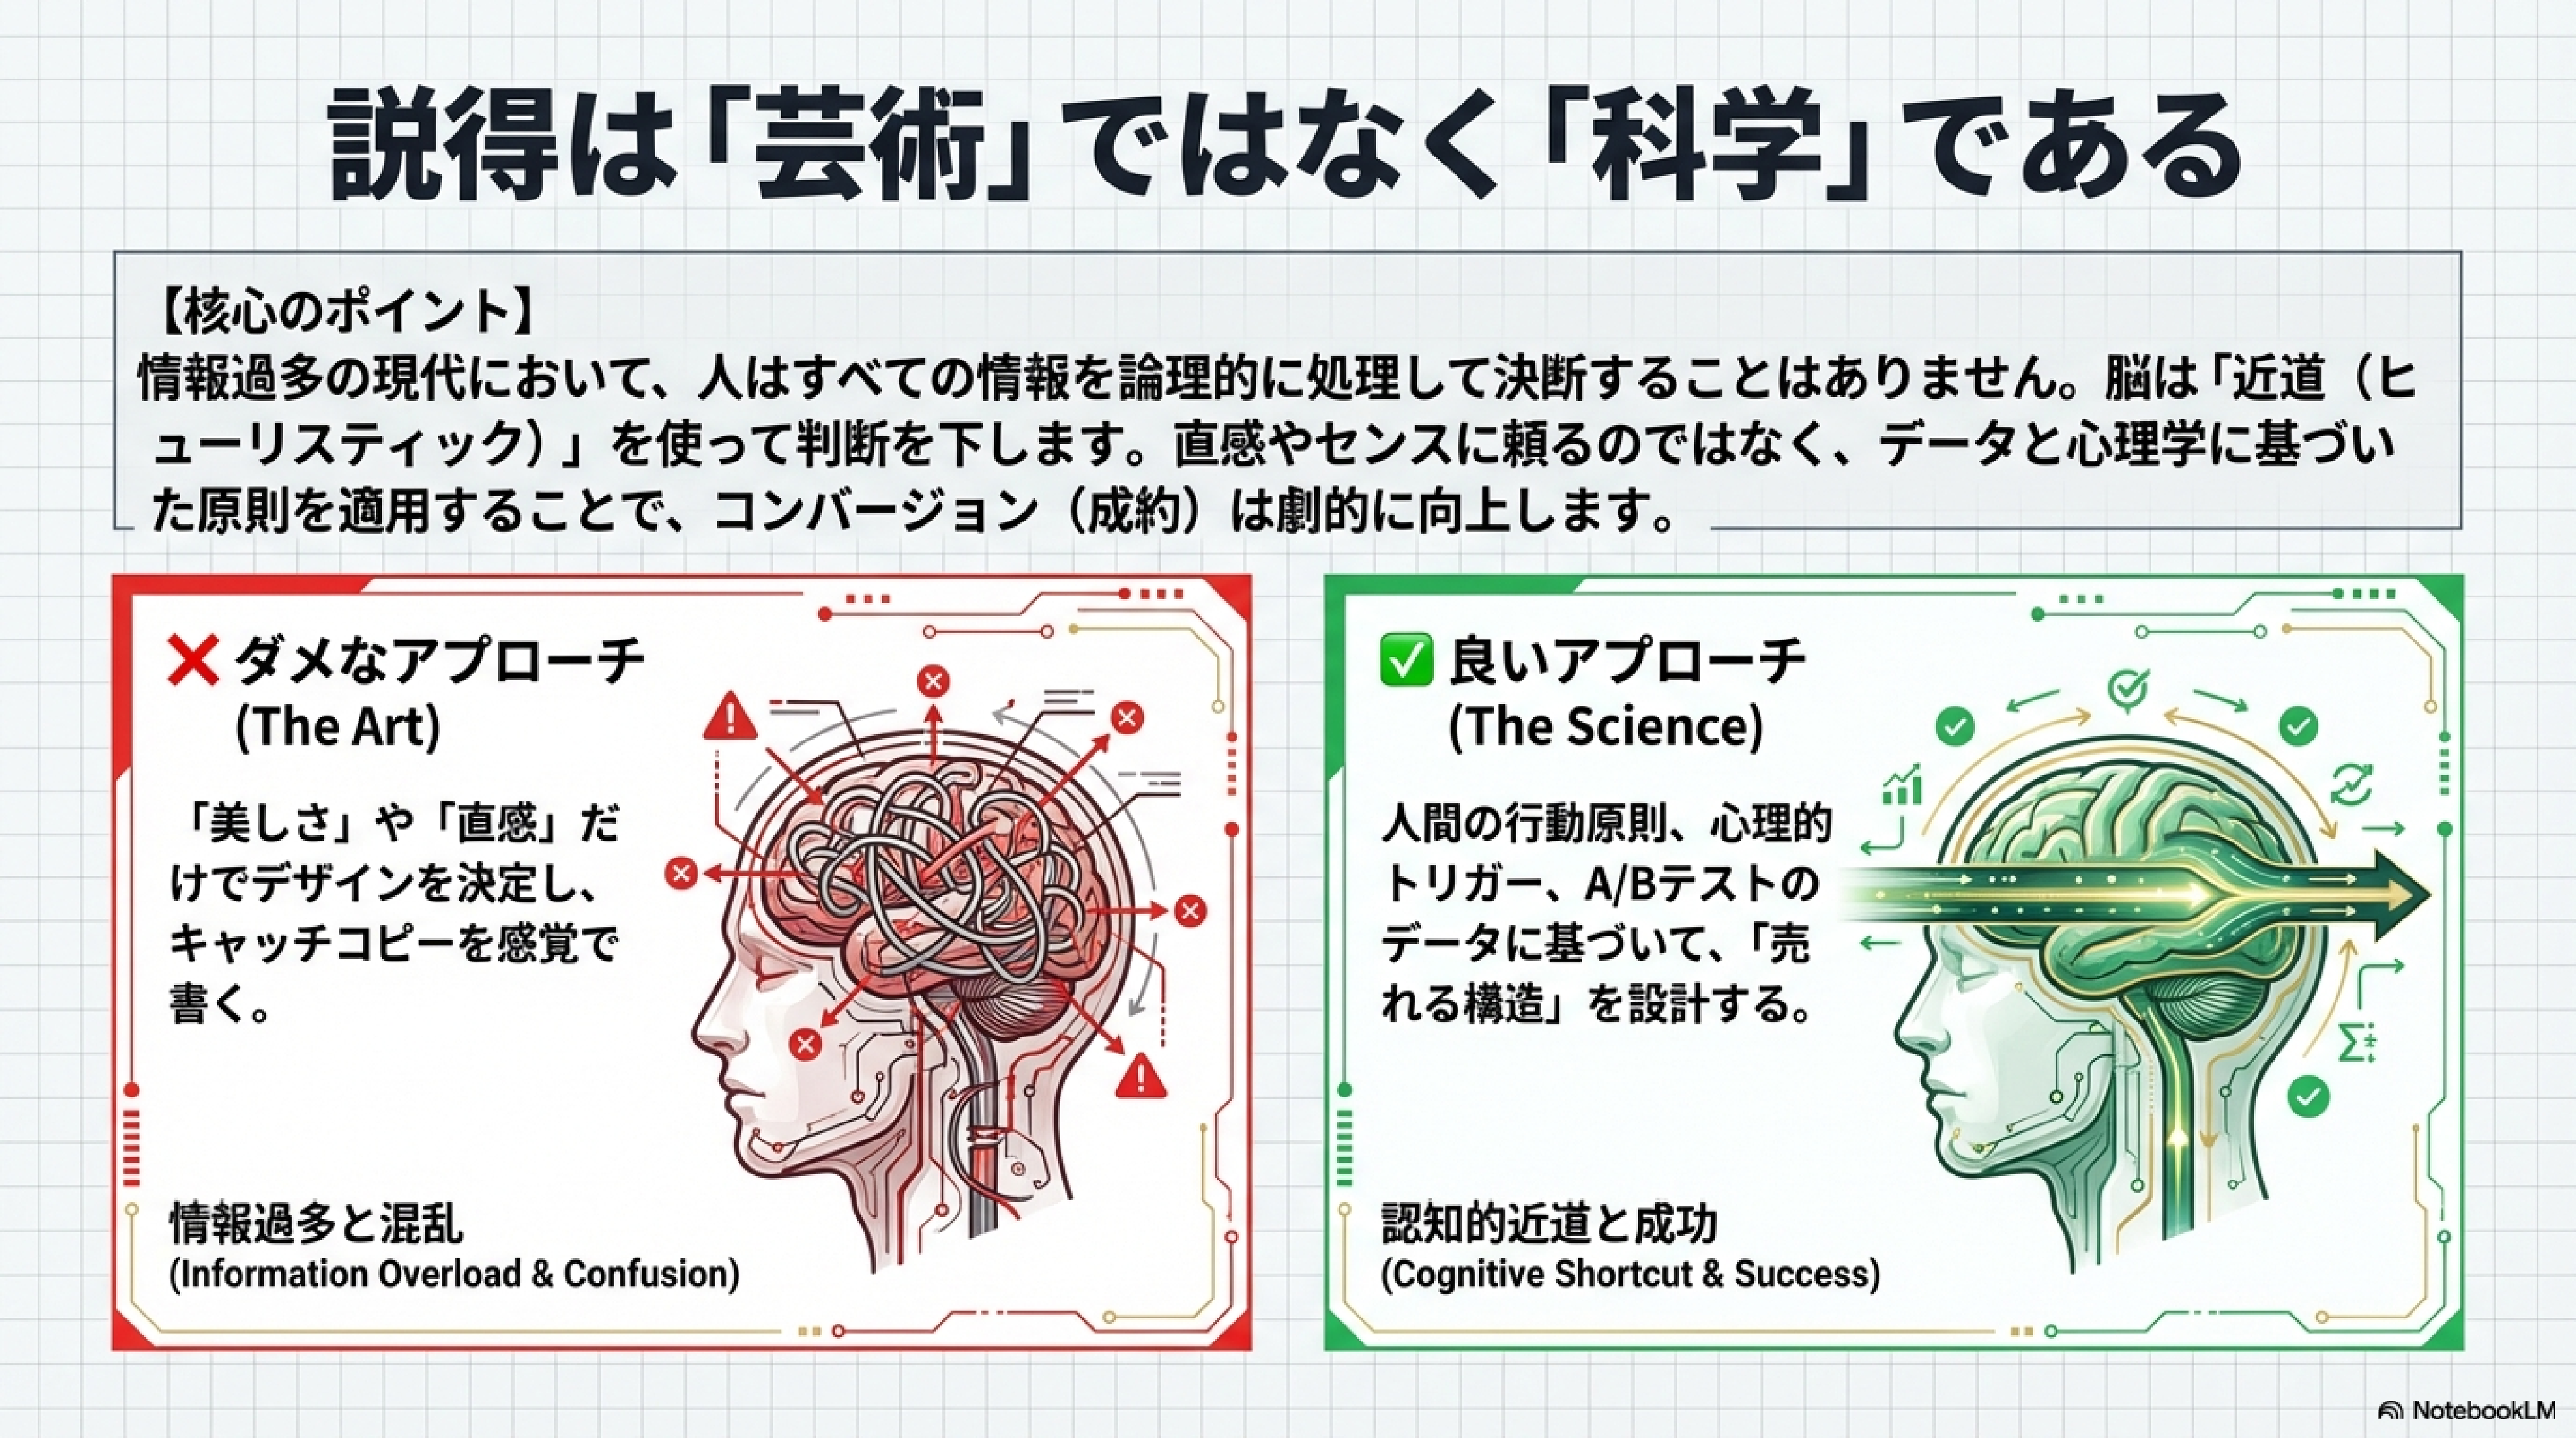 説得は「芸術」ではなく「科学」である
【核心のポイント】
情報過多の現代において、人はすべての情報を論理的に処理して決断することはありません。脳は「近道（ヒ
ューリスティック）」を使って判断を下します。直感やセンスに頼るのではなく、データと心理学に基づい
た原則を適用することで、コンバージョン（成約）は劇的に向上します。
❌ ダメなアプローチ
(The Art)
「美しさ」や「直感」だ
けでデザインを決定し、
キャッチコピーを感覚で
書く。
情報過多と混乱
(Information Overload & Confusion)
✅ 良いアプローチ
(The Science)
人間の行動原則、心理的
トリガー、A/Bテストの
データに基づいて、「売
れる構造」を設計する。
認知的近道と成功
(Cognitive Shortcut & Success)
NotebookLM